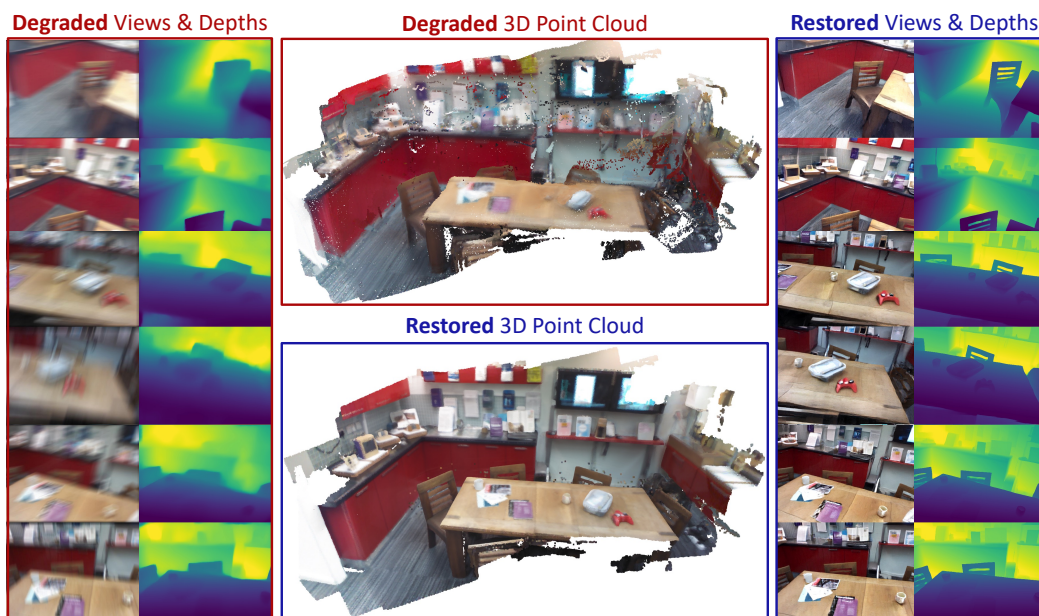 Degraded Views & Depths
Degraded 3D Point Cloud
Restored Views & Depths
Restored 3D Point Cloud